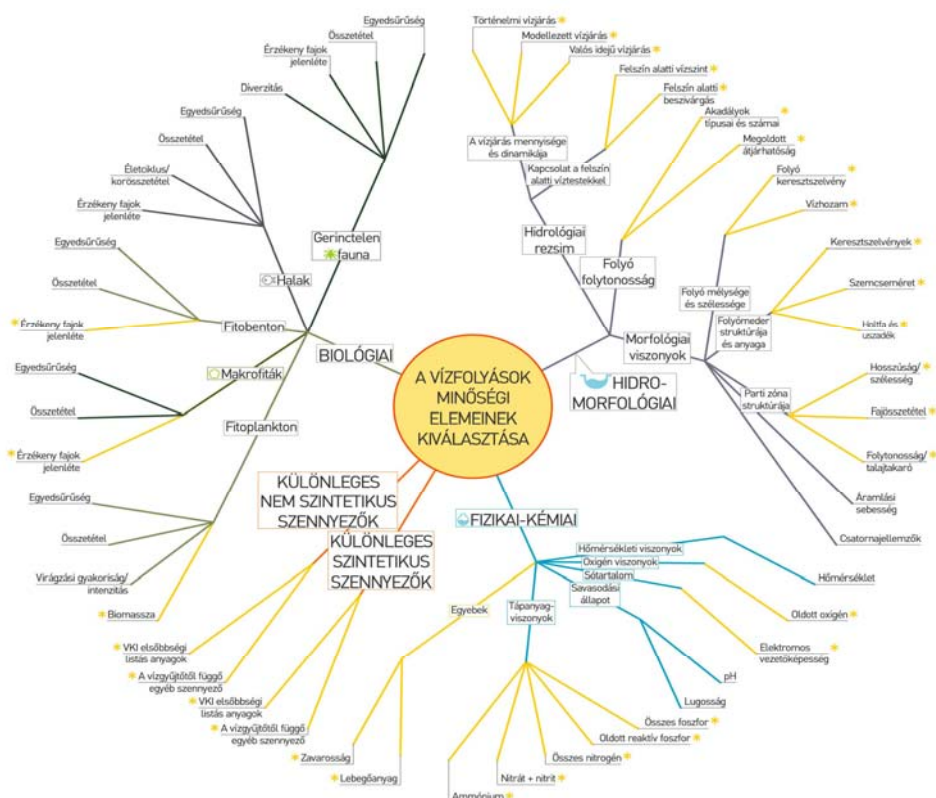 Egyedsűrűség
Összetétel
Érzékeny fajok
jelenléte
Diverzitás
Gerinctelen
fauna
Egyedsűrűség
Összetétel
Életciklus/
korösszetétel
Érzékeny fajok
jelenléte
Halak
Egyedsűrűség
Összetétel
Érzékeny fajok
jelenléte
Fitobenton
Egyedsűrűség
Összetétel
Érzékeny fajok
jelenléte
Makrofiták
Fitoplankton
Egyedsűrűség
Összetétel
Virágzási gyakoriság/
intenzitás
Biomassza
BIOLÓGIAI
A VÍZFOLYÁSOK
MINŐSÉGI
ELEMEINEK
KIVÁLASZTÁSA
Történelmi vízjárás
Modellezett vízjárás
Valós idejű vízjárás
A vízjárás mennyisége
és dinamikája
Felszín alatti vízszint
Felszín alatti
beszivárgás
Kapcsolat a felszín
alatti víztestekkel
Hidrológiai
rezsim
Akadályok
típusai és számai
Megoldott
átjárhatóság
Folyó
folytonosság
Folyó
keresztszelvény
Vízhozam
Folyó mélysége
és szélessége
Keresztszelvények
Szemcseméret
Holtfa és
uszadék
Folyómeder
struktúrája
és anyaga
Morfológiai
viszonyok
HIDRO-
MORFOLÓGIAI
Hosszúság/
szélesség
Fajösszetétel
Folytonosság/
talajtakaró
Parti zóna
struktúrája
Áramlási
sebesség
Csatornajellemzők
KÜLÖNLEGES
NEM SZINTETIKUS
SZENNYEZŐK
KÜLÖNLEGES
SZINTETIKUS
SZENNYEZŐK
VKI elsőbbségi
listás anyagok
A vízgyűjtőtől függő
egyéb szennyező
VKI elsőbbségi
listás anyagok
A vízgyűjtőtől függő
egyéb szennyező
FIZIKAI-KÉMIAI
Hőmérsékleti viszonyok
Oxigén viszonyok
Sótartalom
Savasodási
állapot
Tápanyag-
viszonyok
Egyebek
Hőmérséklet
Oldott oxigén
Elektromos
vezetőképesség
pH
Lugosság
Összes foszfor
Oldott reaktív foszfor
Összes nitrogén
Nitrát + nitrit
Ammónium
Zavarosság
Lebegőanyag